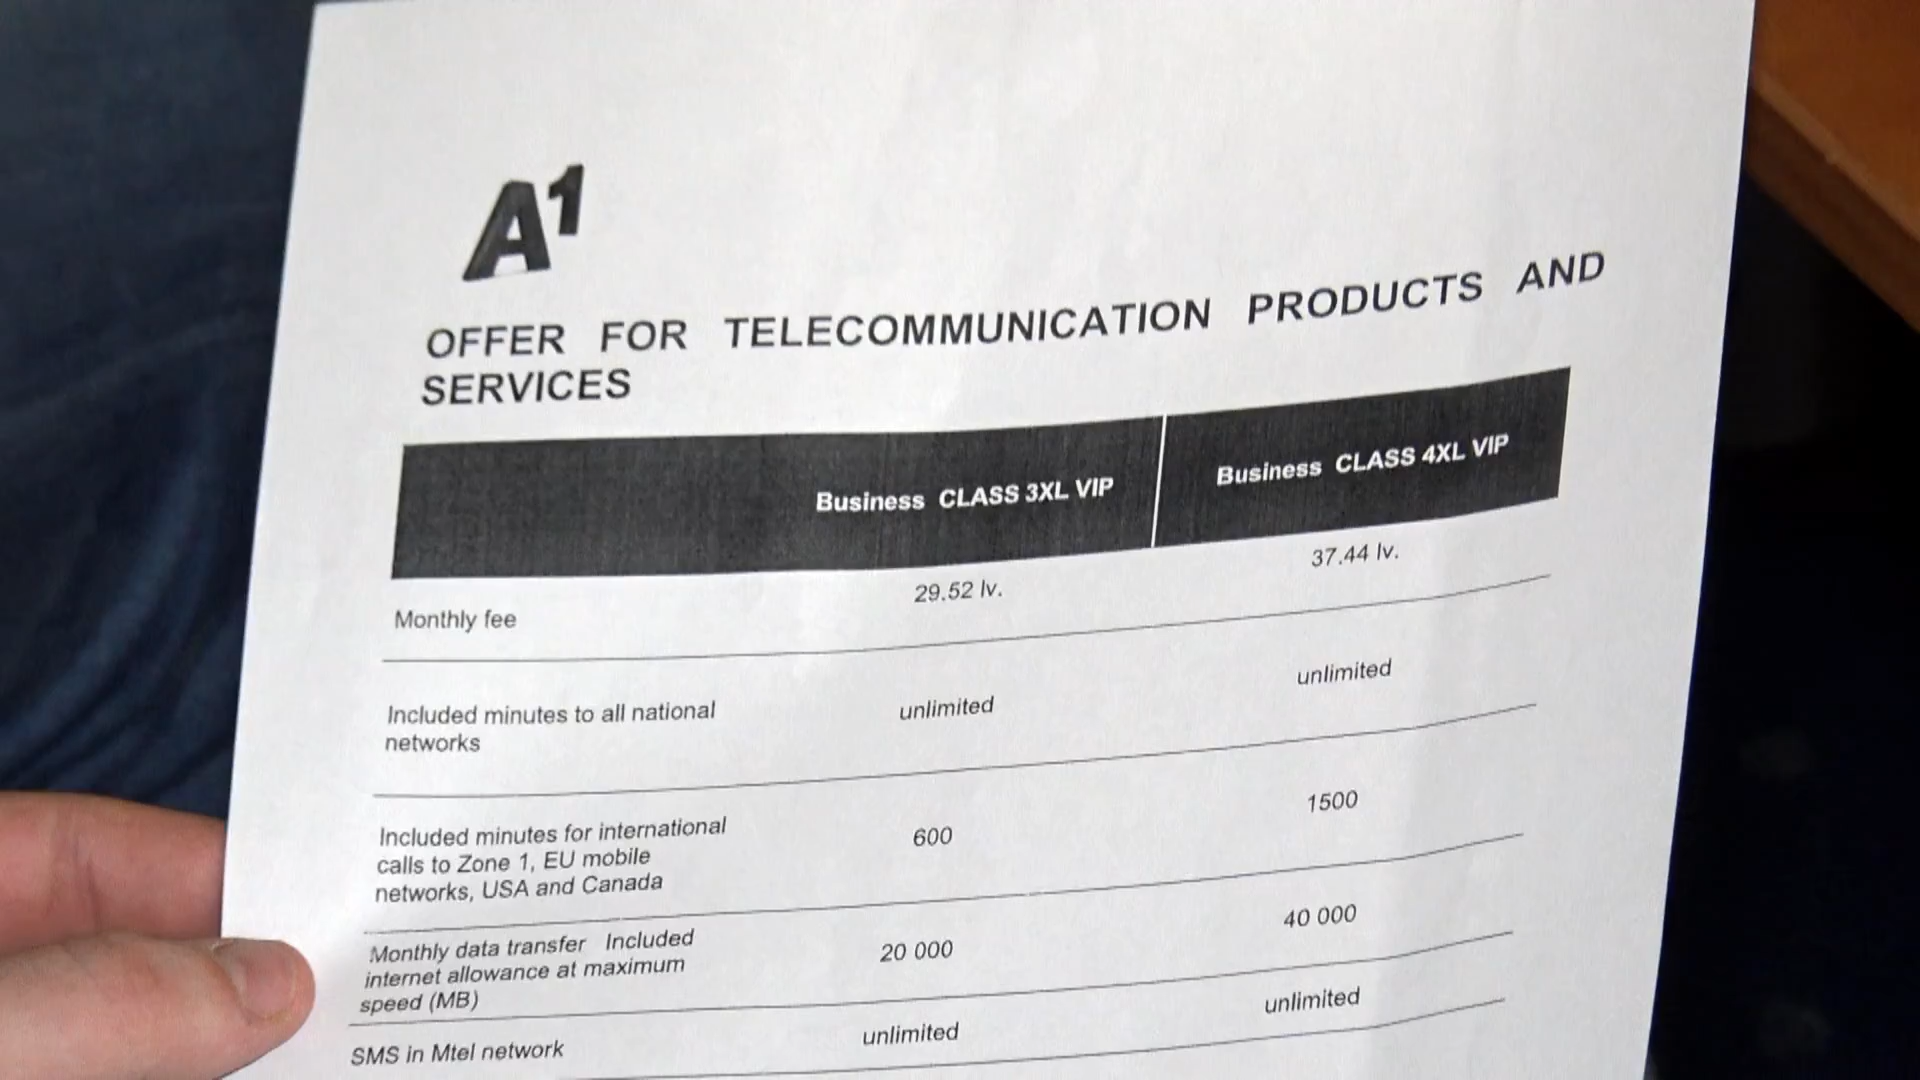 A1
OFFER FOR TELECOMMUNICATION PRODUCTS AND
SERVICES
Business CLASS 3XL VIP
Business CLASS 4XL VIP
Monthly fee
29.52 lv.
37.44 lv.
Included minutes to all national
networks
unlimited
unlimited
Included minutes for international
calls to Zone 1, EU mobile
networks, USA and Canada
600
1500
Monthly data transfer Included
internet allowance at maximum
speed (MB)
20 000
40 000
SMS in Mtel network
unlimited
unlimited